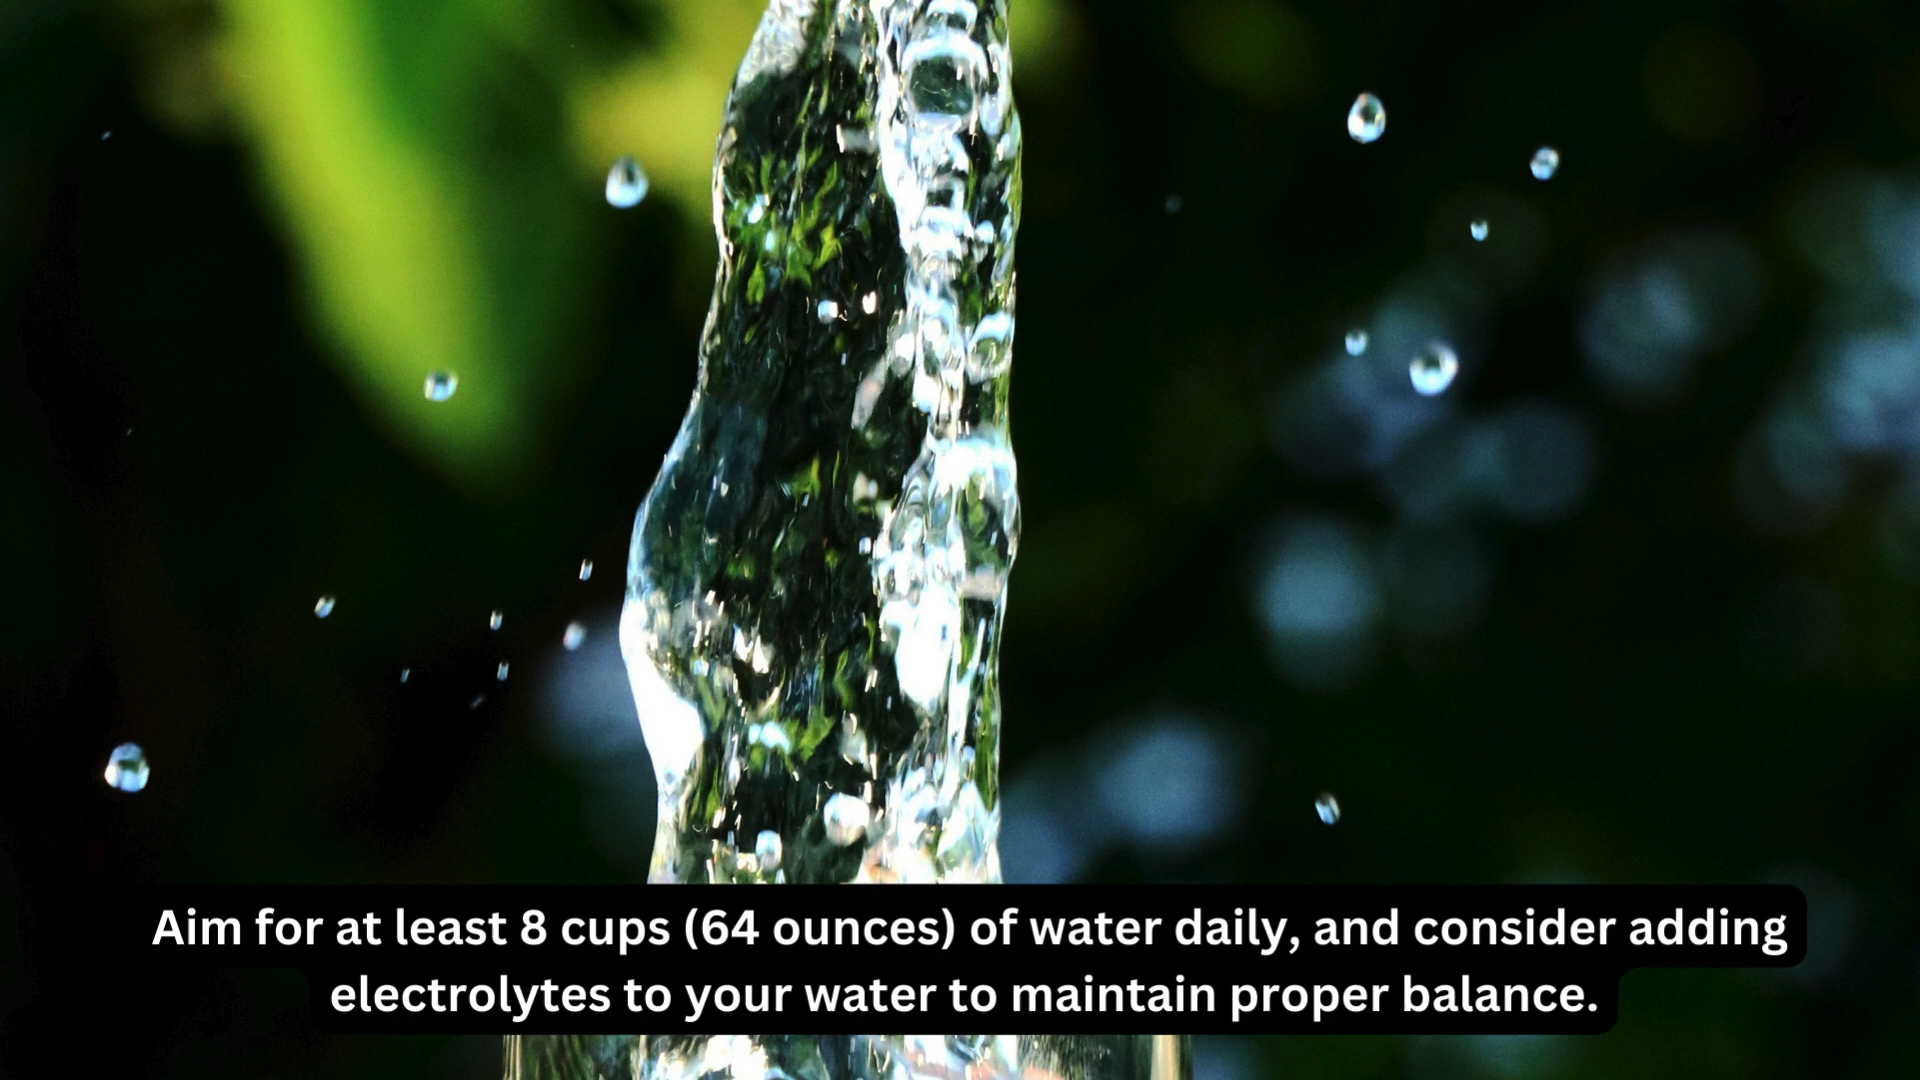 Aim for at least 8 cups (64 ounces) of water daily, and consider adding
electrolytes to your water to maintain proper balance.